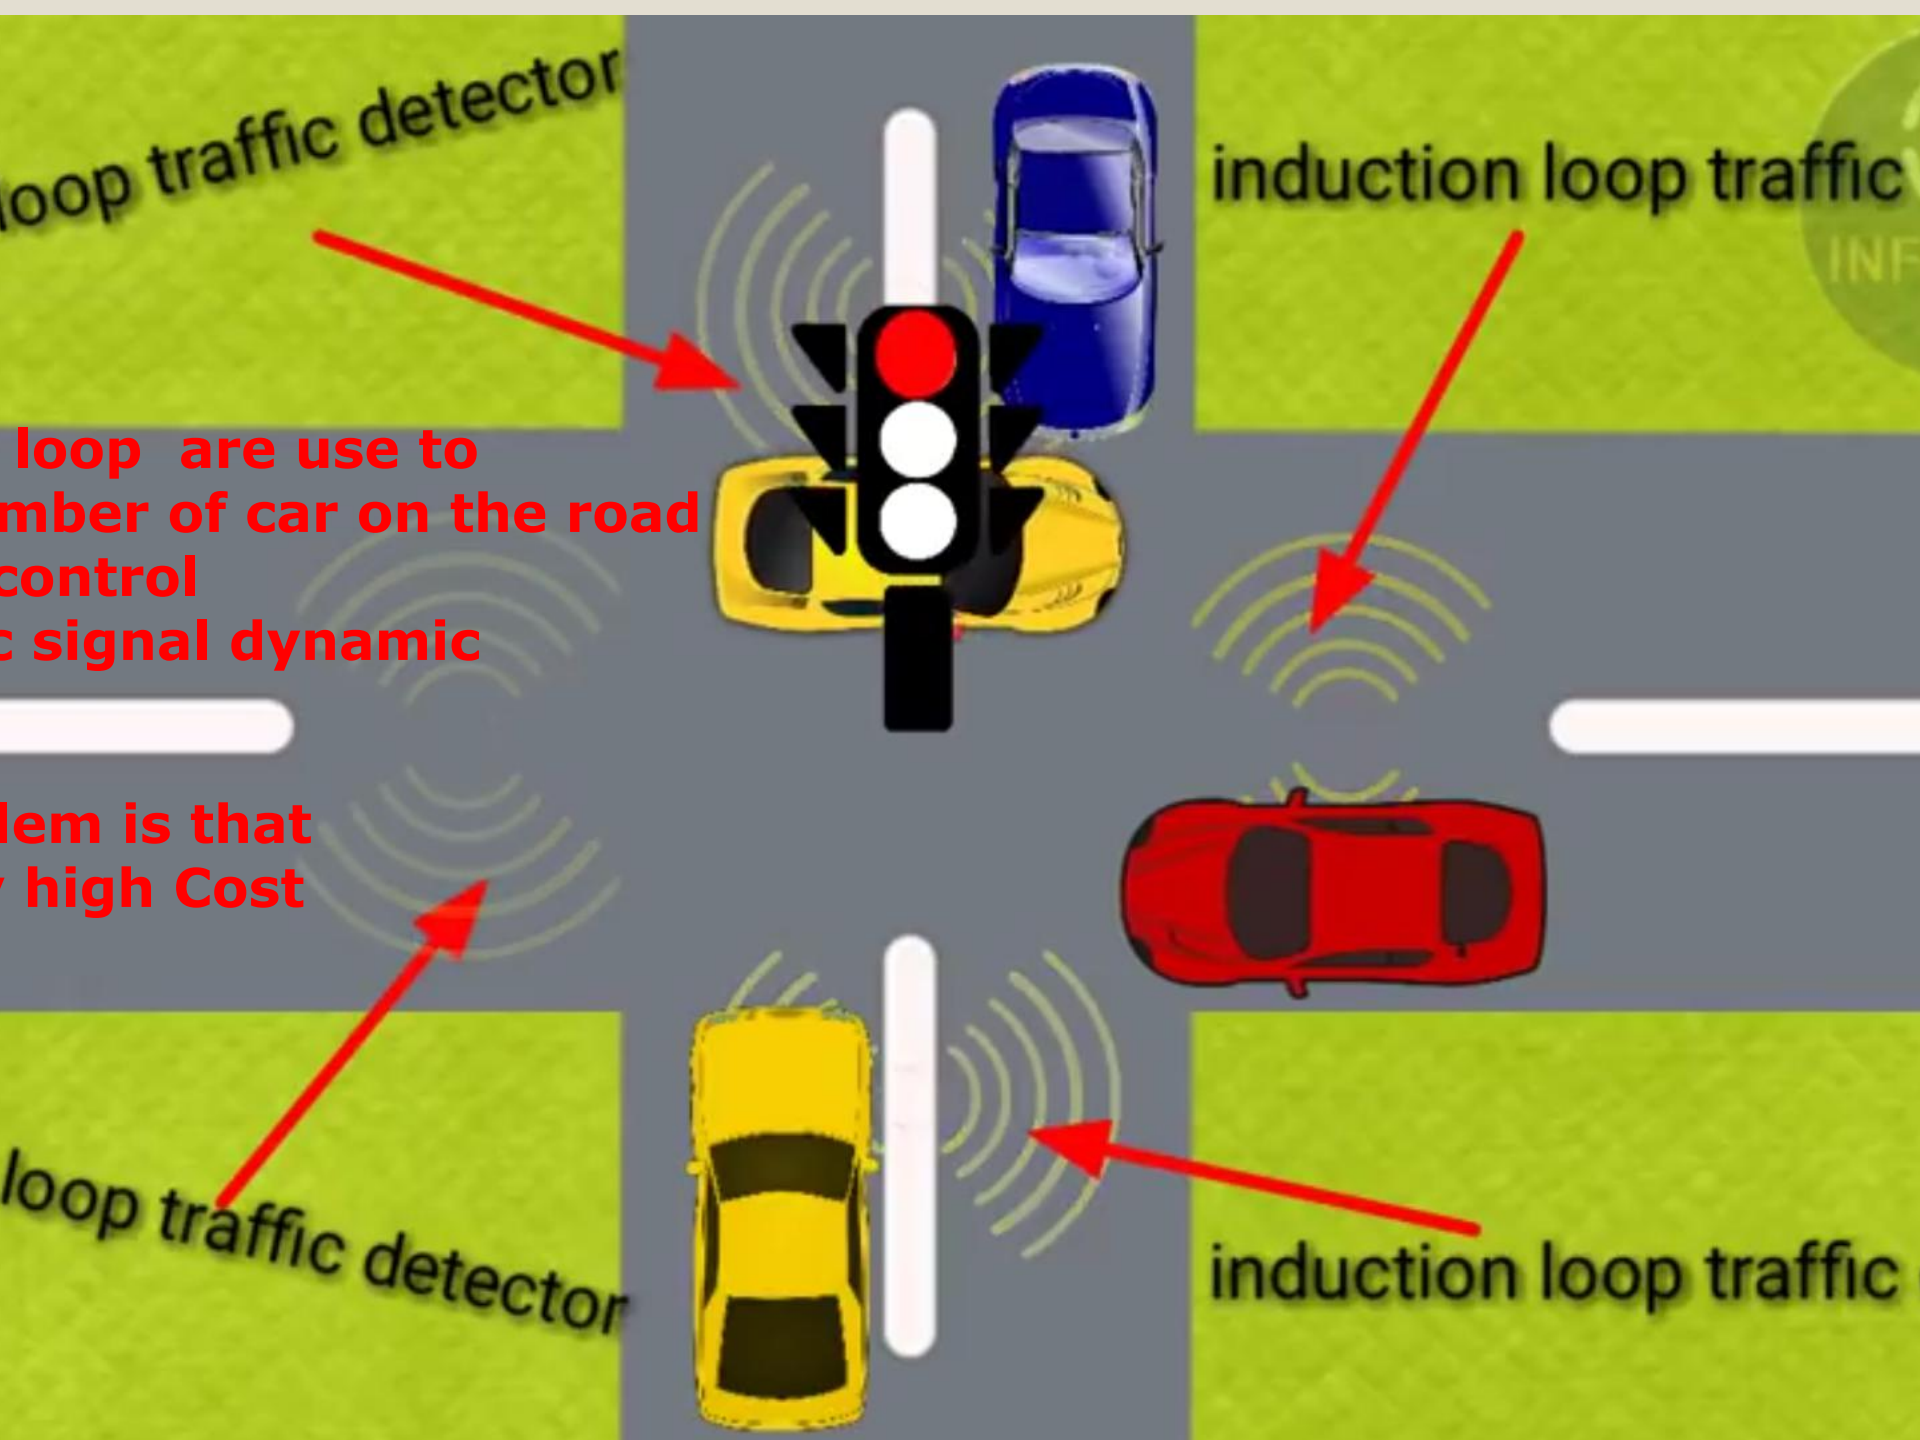 loop traffic detector
induction loop traffic
INF
loop are use to
mber of car on the road
control
c signal dynamic
lem is that
y high Cost
loop traffic detector
induction loop traffic